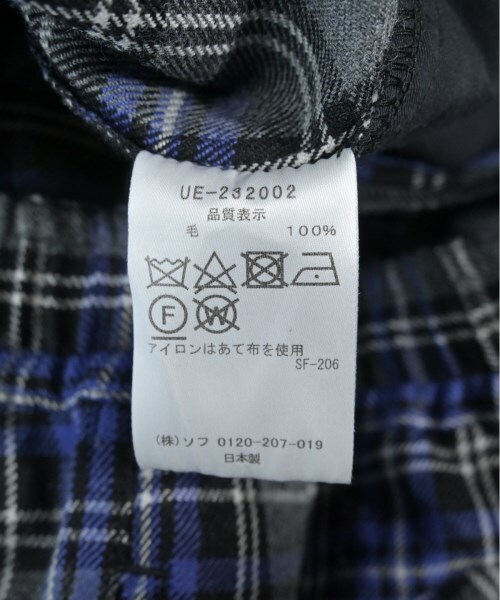 UE-232002
品質表示
毛 100%
F W
アイロンはあて布を使用
SF-206
(株)ソフ 0120-207-019
日本製